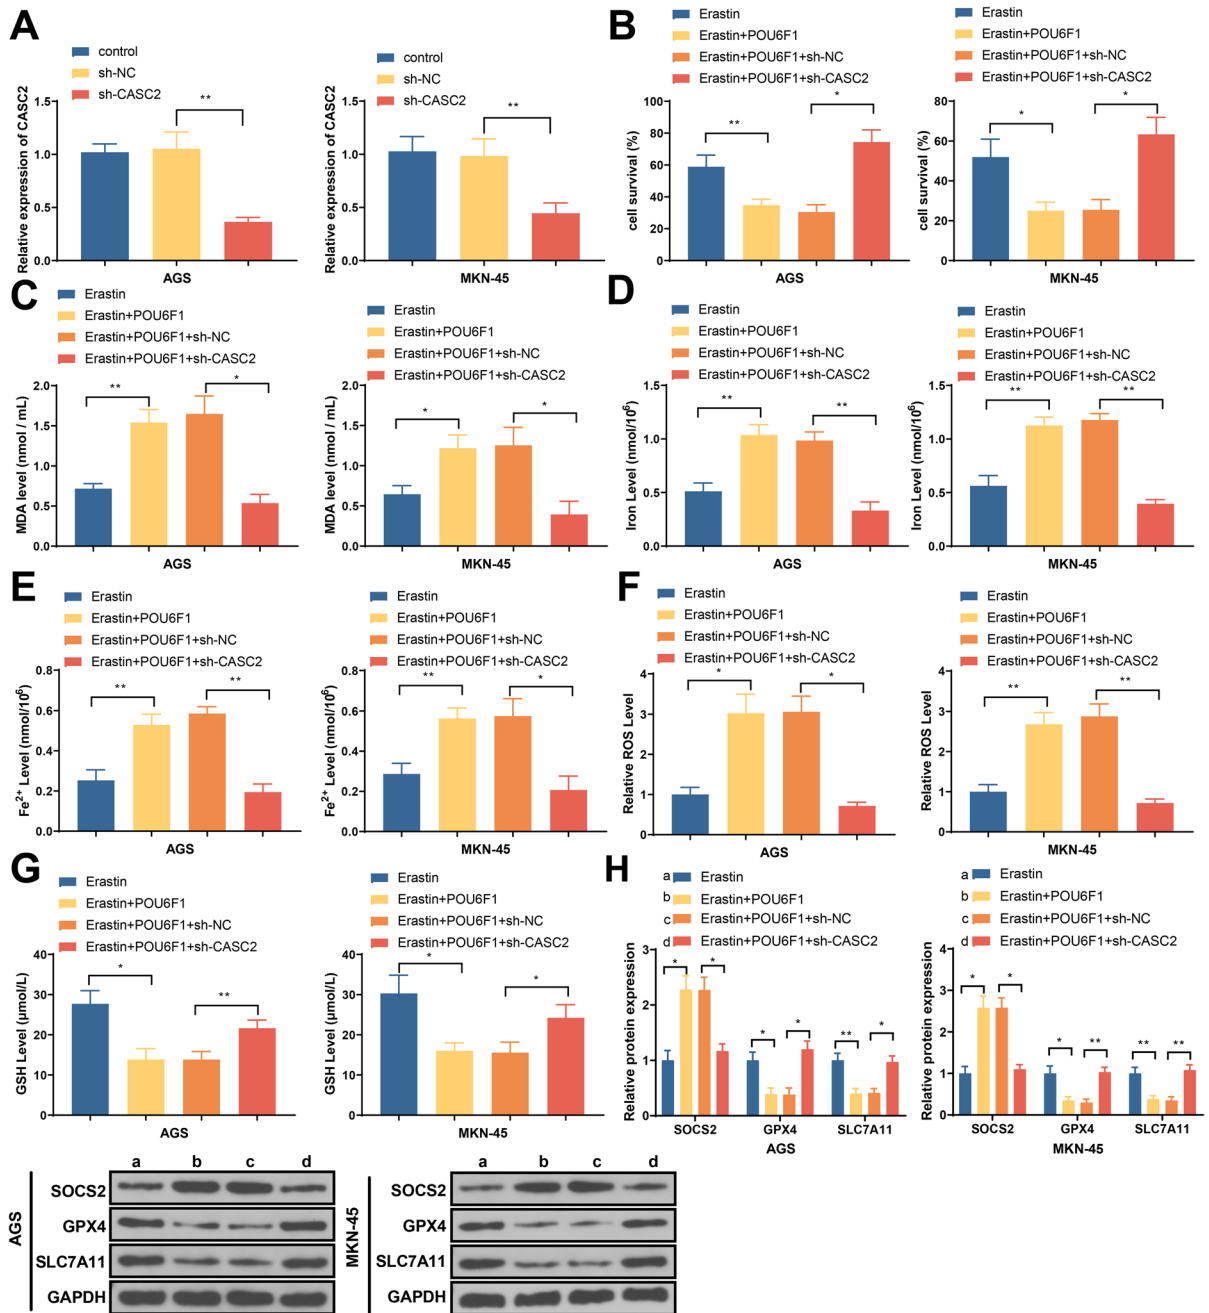 A
control
sh-NC
sh-CASC2
Relative expression of CASC2
1.5
1.0
0.5
0.0
**
AGS
control
sh-NC
sh-CASC2
Relative expression of CASC2
1.5
1.0
0.5
0.0
**
MKN-45
B
Erastin
Erastin+POU6F1
Erastin+POU6F1+sh-NC
Erastin+POU6F1+sh-CASC2
cell survival (%)
100
80
60
40
20
0
**
*
AGS
Erastin
Erastin+POU6F1
Erastin+POU6F1+sh-NC
Erastin+POU6F1+sh-CASC2
cell survival (%)
80
60
40
20
0
*
*
MKN-45
C
Erastin
Erastin+POU6F1
Erastin+POU6F1+sh-NC
Erastin+POU6F1+sh-CASC2
MDA level (nmol / mL)
2.0
1.5
1.0
0.5
0.0
**
*
AGS
Erastin
Erastin+POU6F1
Erastin+POU6F1+sh-NC
Erastin+POU6F1+sh-CASC2
MDA level (nmol / mL)
2.0
1.5
1.0
0.5
0.0
*
*
MKN-45
D
Erastin
Erastin+POU6F1
Erastin+POU6F1+sh-NC
Erastin+POU6F1+sh-CASC2
Iron Level (nmol/10⁶)
1.5
1.0
0.5
0.0
**
**
AGS
Erastin
Erastin+POU6F1
Erastin+POU6F1+sh-NC
Erastin+POU6F1+sh-CASC2
Iron Level (nmol/10⁶)
1.5
1.0
0.5
0.0
**
**
MKN-45
E
Erastin
Erastin+POU6F1
Erastin+POU6F1+sh-NC
Erastin+POU6F1+sh-CASC2
Fe²⁺ Level (nmol/10⁶)
0.8
0.6
0.4
0.2
0.0
**
**
AGS
Erastin
Erastin+POU6F1
Erastin+POU6F1+sh-NC
Erastin+POU6F1+sh-CASC2
Fe²⁺ Level (nmol/10⁶)
0.8
0.6
0.4
0.2
0.0
**
*
MKN-45
F
Erastin
Erastin+POU6F1
Erastin+POU6F1+sh-NC
Erastin+POU6F1+sh-CASC2
Relative ROS Level
4
3
2
1
0
*
*
AGS
Erastin
Erastin+POU6F1
Erastin+POU6F1+sh-NC
Erastin+POU6F1+sh-CASC2
Relative ROS Level
4
3
2
1
0
**
**
MKN-45
G
Erastin
Erastin+POU6F1
Erastin+POU6F1+sh-NC
Erastin+POU6F1+sh-CASC2
GSH Level (μmol/L)
40
30
20
10
0
*
**
AGS
Erastin
Erastin+POU6F1
Erastin+POU6F1+sh-NC
Erastin+POU6F1+sh-CASC2
GSH Level (μmol/L)
40
30
20
10
0
*
*
MKN-45
H
a Erastin
b Erastin+POU6F1
c Erastin+POU6F1+sh-NC
d Erastin+POU6F1+sh-CASC2
Relative protein expression
3
2
1
0
* *
* *
** *
SOCS2 GPX4 SLC7A11
AGS
a Erastin
b Erastin+POU6F1
c Erastin+POU6F1+sh-NC
d Erastin+POU6F1+sh-CASC2
Relative protein expression
4
3
2
1
0
* *
* **
** **
SOCS2 GPX4 SLC7A11
MKN-45
a b c d
AGS
SOCS2
GPX4
SLC7A11
GAPDH
a b c d
MKN-45
SOCS2
GPX4
SLC7A11
GAPDH